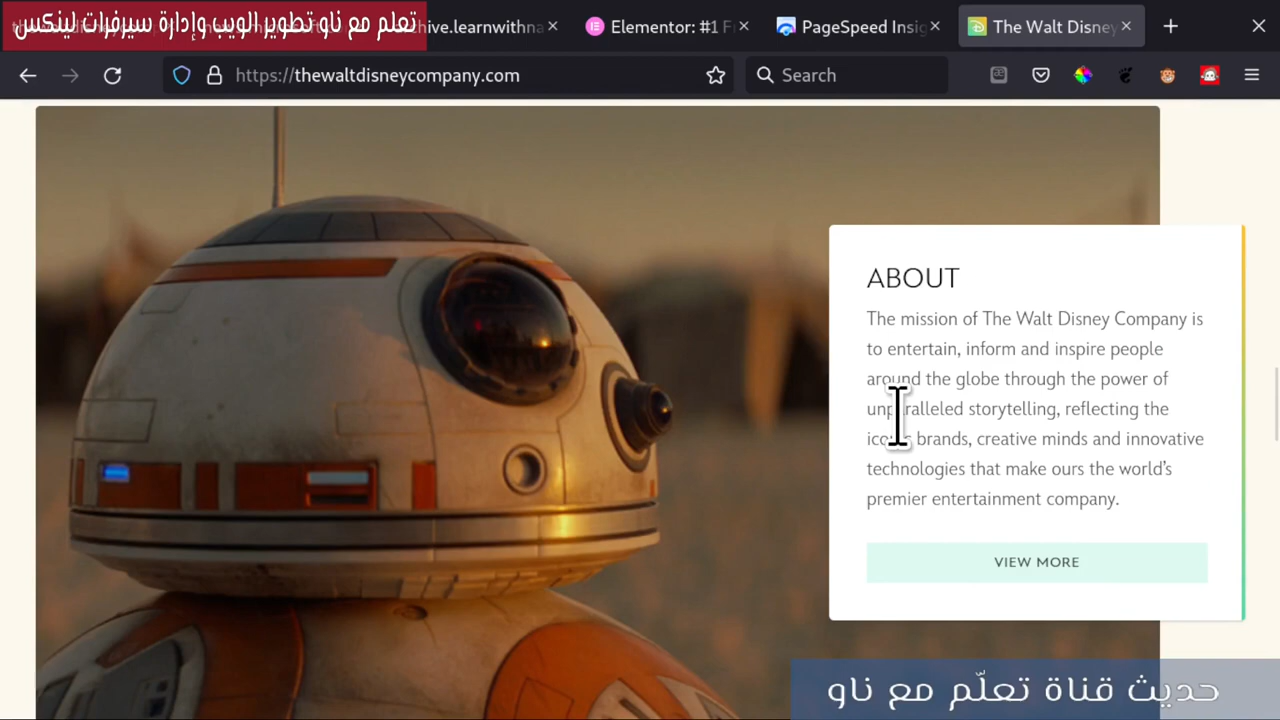 تعلم مع ناو تطوير الويب وإدارة سيرفرات لينكس
archive.learnwithna
Elementor: #1 F
PageSpeed Insig
The Walt Disney
https://thewaltdisneycompany.com
Search
ABOUT
The mission of The Walt Disney Company is
to entertain, inform and inspire people
around the globe through the power of
unparalleled storytelling, reflecting the
iconic brands, creative minds and innovative
technologies that make ours the world’s
premier entertainment company.
VIEW MORE
حديث قناة تعلّم مع ناو